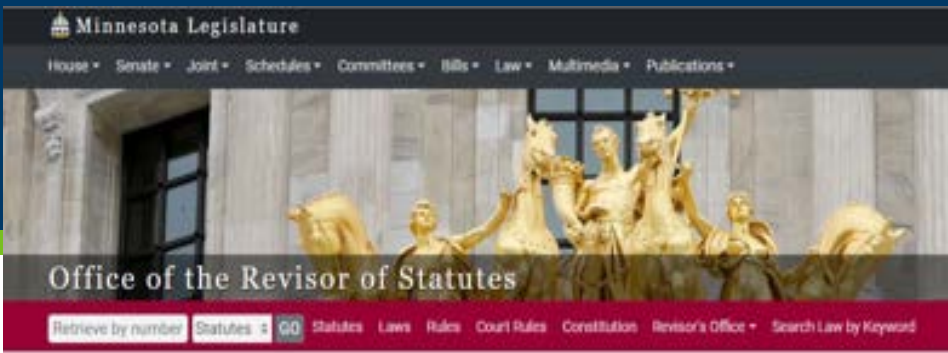 Minnesota Legislature
House Senate Joint Schedules Committees Bills Law Multimedia Publications
Office of the Revisor of Statutes
Retrieve by number Statutes GO Statutes Laws Rules Court Rules Constitution Revisor's Office Search Law by Keyword